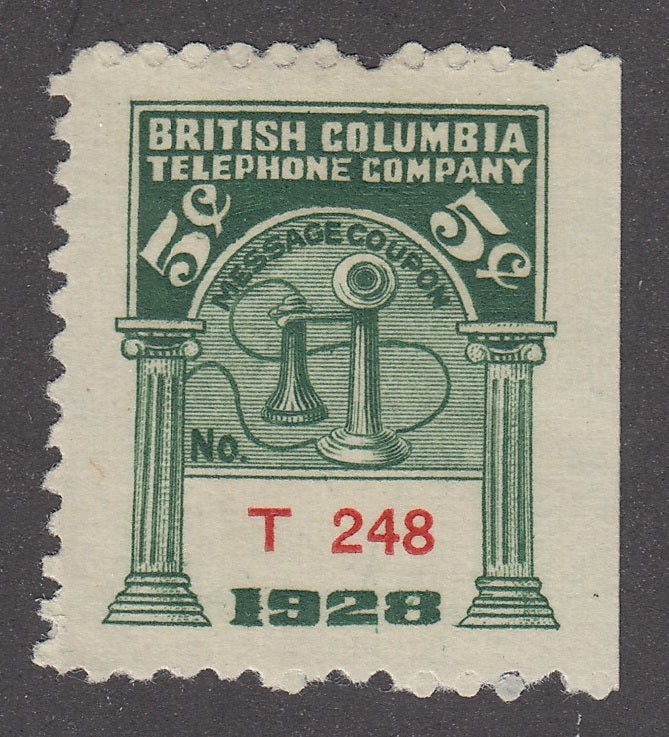 BRITISH COLUMBIA
TELEPHONE COMPANY
5¢ 5¢
MESSAGE COUPON
No.
T 248
1928